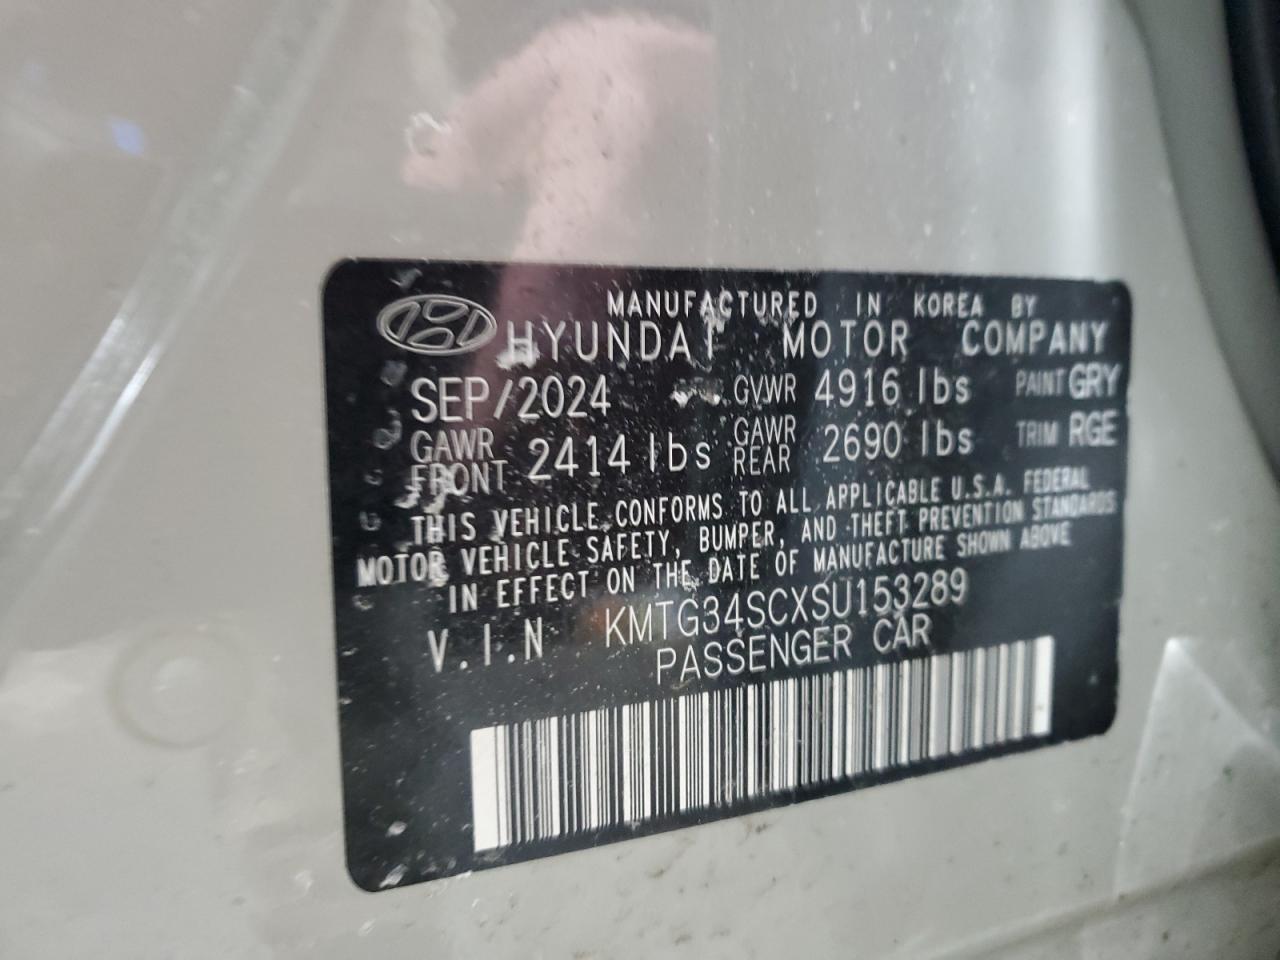 MANUFACTURED IN KOREA BY
HYUNDAI MOTOR COMPANY
SEP/2024 GVWR 4916 lbs PAINT GRY
GAWR FRONT 2414 lbs GAWR REAR 2690 lbs TRIM RGE
THIS VEHICLE CONFORMS TO ALL APPLICABLE U.S.A. FEDERAL
MOTOR VEHICLE SAFETY, BUMPER, AND THEFT PREVENTION STANDARDS
IN EFFECT ON THE DATE OF MANUFACTURE SHOWN ABOVE
V.I.N KMTG34SCXSU153289
PASSENGER CAR